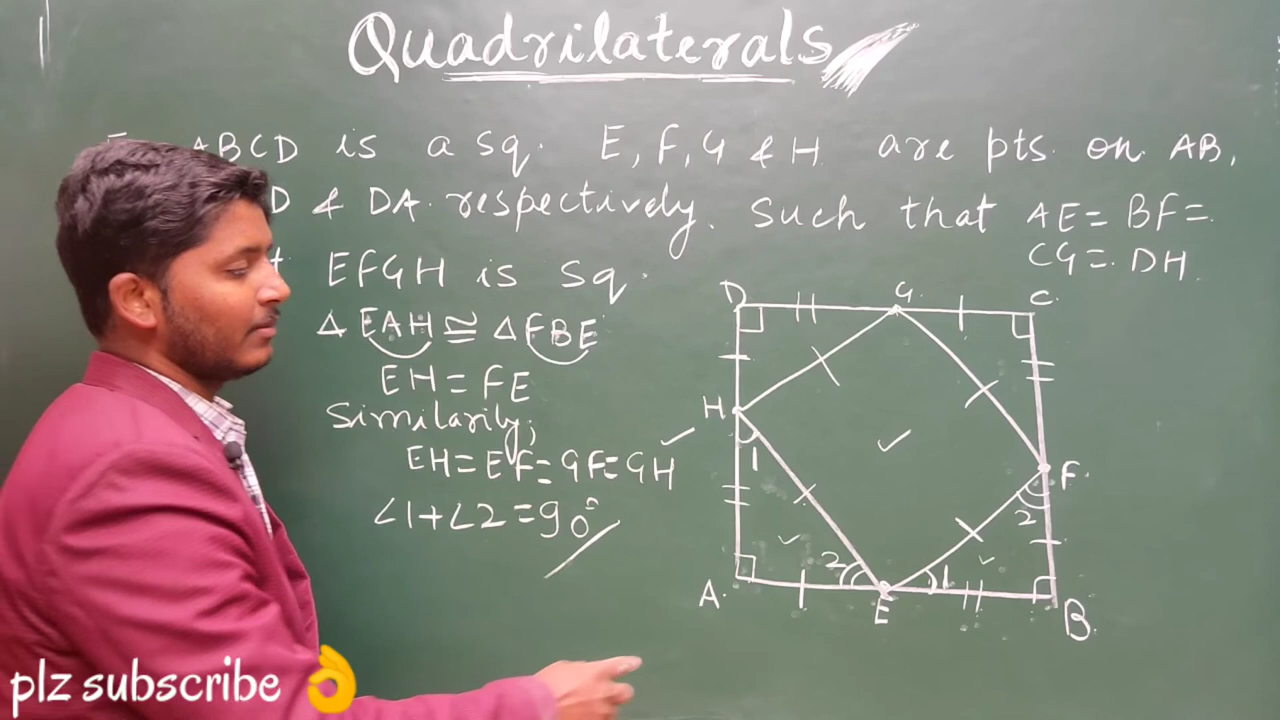 Quadrilaterals
ABCD is a sq. E, F, G & H are pts. on AB,
D & DA. respectively. Such that AE = BF =
CG = DH
EFGH is sq.
△ EAH ≅ △ FBE
EH = FE
Similarily,
EH = EF = GF = GH
∠1+∠2 = 90°
D G. C.
H
1
F.
2
2 1
A. E B.
plz subscribe 👌